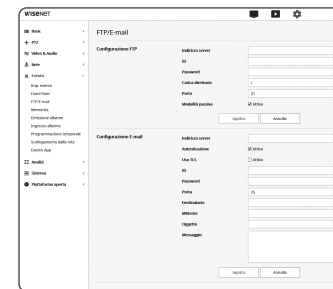 WISENET
Basic
PTZ
Video & Audio
Rete
Evento
Imp. evento
Hand Over
FTP/E-mail
Memorizz.
Emissione allarme
Ingresso allarme
Programmazione temporale
Scollegamento dalla rete
Evento App
Analisi
Sistema
Piattaforma aperta
FTP/E-mail
Configurazione FTP
Indirizzo server
ID
Password
Carica direttorio
/
Porta
21
Modalità passiva
Attiva
Applica
Annulla
Configurazione E-mail
Indirizzo server
Autenticazione
Attiva
Usa TLS
Attiva
ID
Password
Porta
25
Destinatario
Mittente
Oggetto
Messaggio
Applica
Annulla